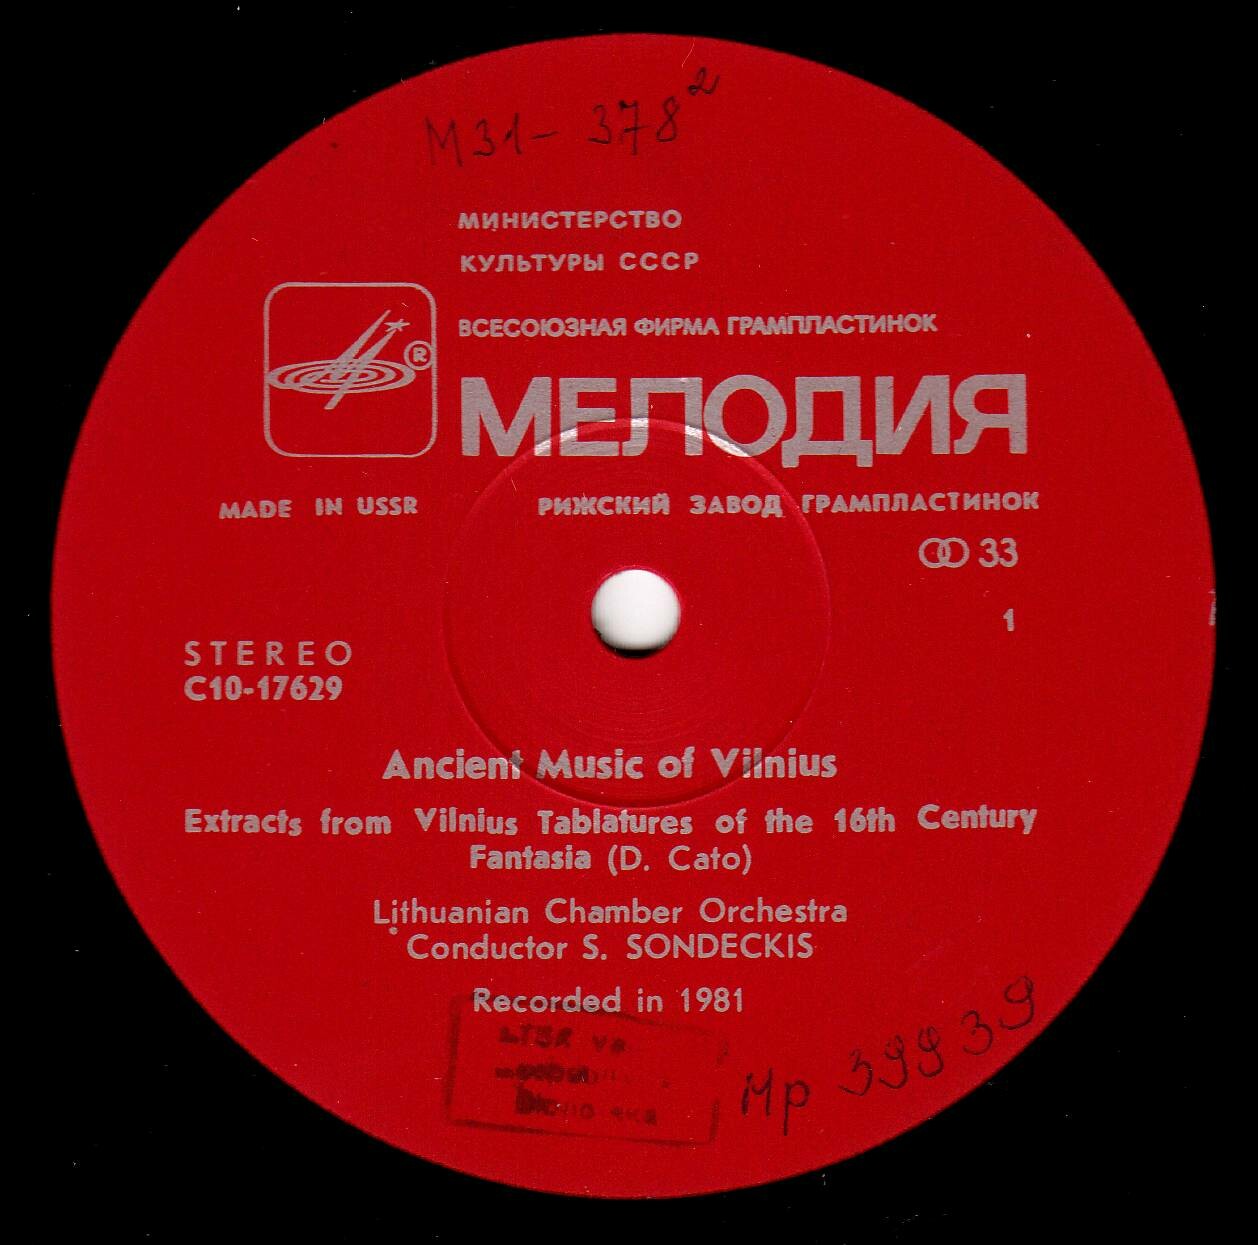 М31-378²
МИНИСТЕРСТВО
КУЛЬТУРЫ СССР
ВСЕСОЮЗНАЯ ФИРМА ГРАМПЛАСТИНОК
®
МЕЛОДИЯ
MADE IN USSR РИЖСКИЙ ЗАВОД ГРАМПЛАСТИНОК
33
1
STEREO
C10-17629
Ancient Music of Vilnius
Extracts from Vilnius Tablatures of the 16th Century
Fantasia (D. Cato)
Lithuanian Chamber Orchestra
Conductor S. SONDECKIS
Recorded in 1981
LTSR
Мр 39939